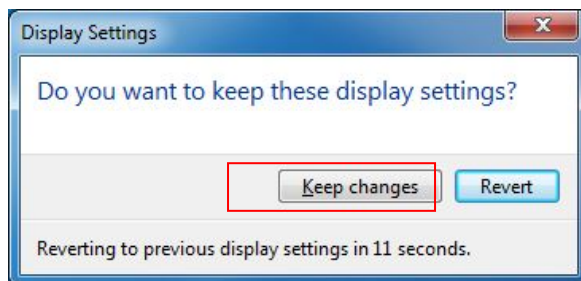 Display Settings
Do you want to keep these display settings?
Keep changes
Revert
Reverting to previous display settings in 11 seconds.